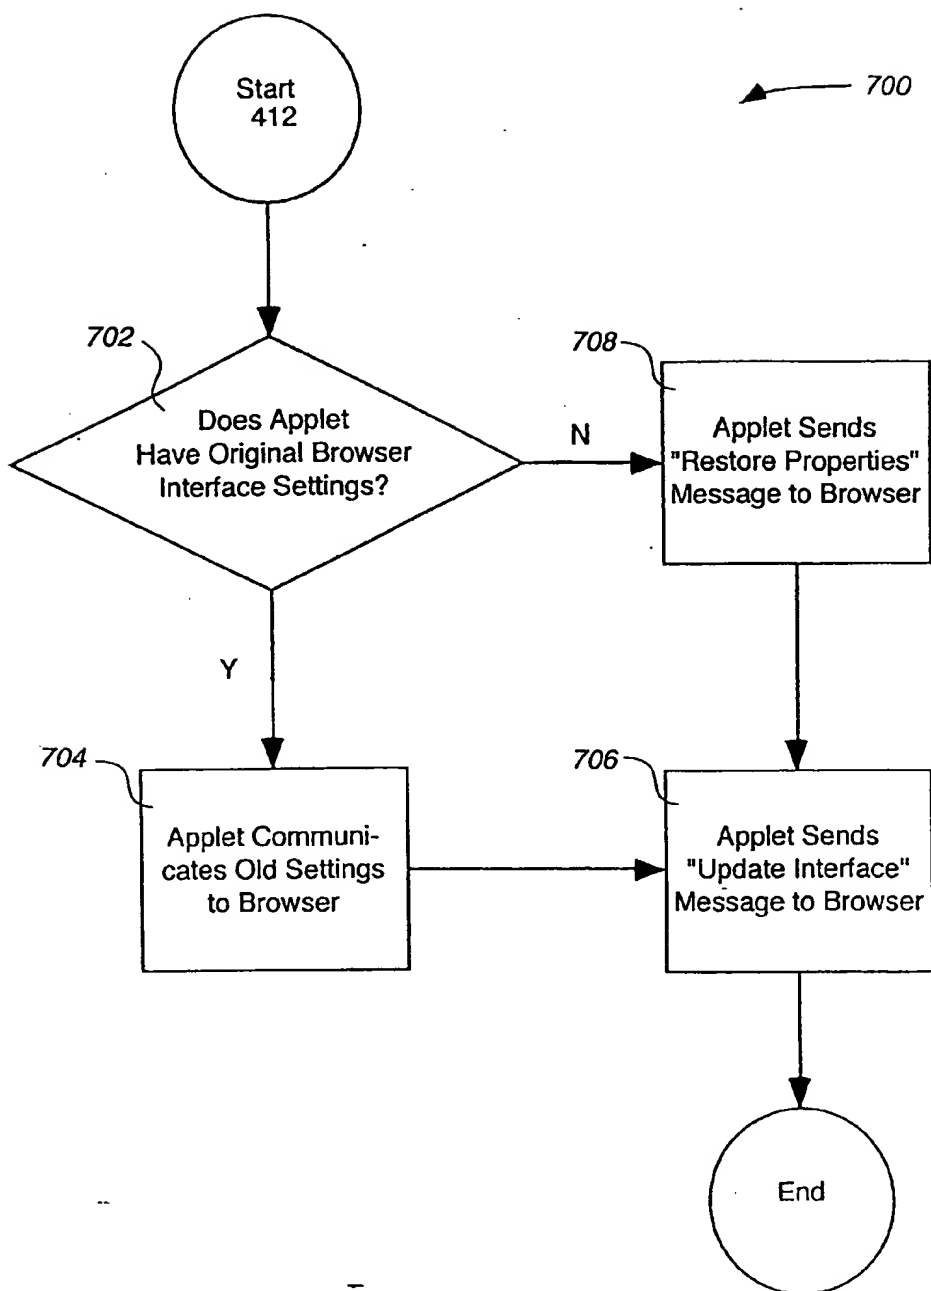 Start
412
700
702
Does Applet
Have Original Browser
Interface Settings?
N
708
Applet Sends
"Restore Properties"
Message to Browser
Y
704
Applet Communi-
cates Old Settings
to Browser
706
Applet Sends
"Update Interface"
Message to Browser
End